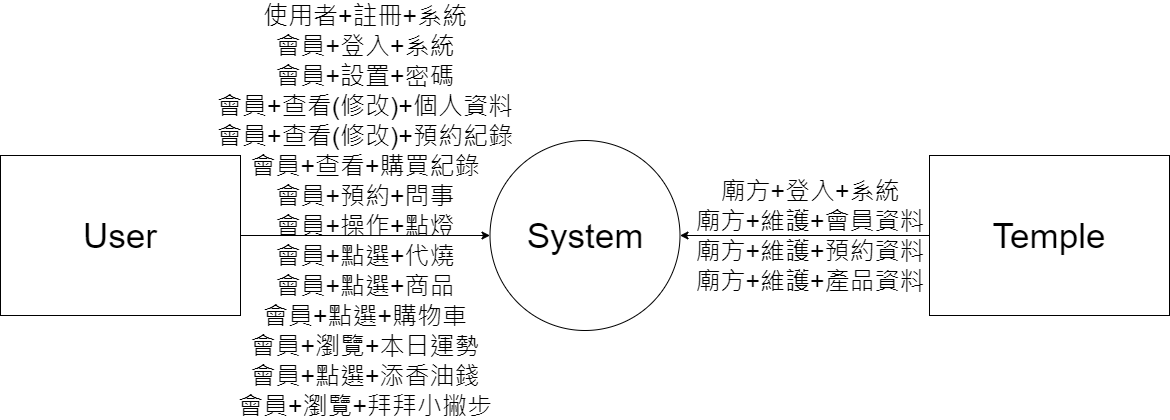 使用者+註冊+系統
會員+登入+系統
會員+設置+密碼
會員+查看(修改)+個人資料
會員+查看(修改)+預約紀錄
會員+查看+購買紀錄
會員+預約+問事
會員+操作+點燈
會員+點選+代燒
會員+點選+商品
會員+點選+購物車
會員+瀏覽+本日運勢
會員+點選+添香油錢
會員+瀏覽+拜拜小撇步
User
System
廟方+登入+系統
廟方+維護+會員資料
廟方+維護+預約資料
廟方+維護+產品資料
Temple